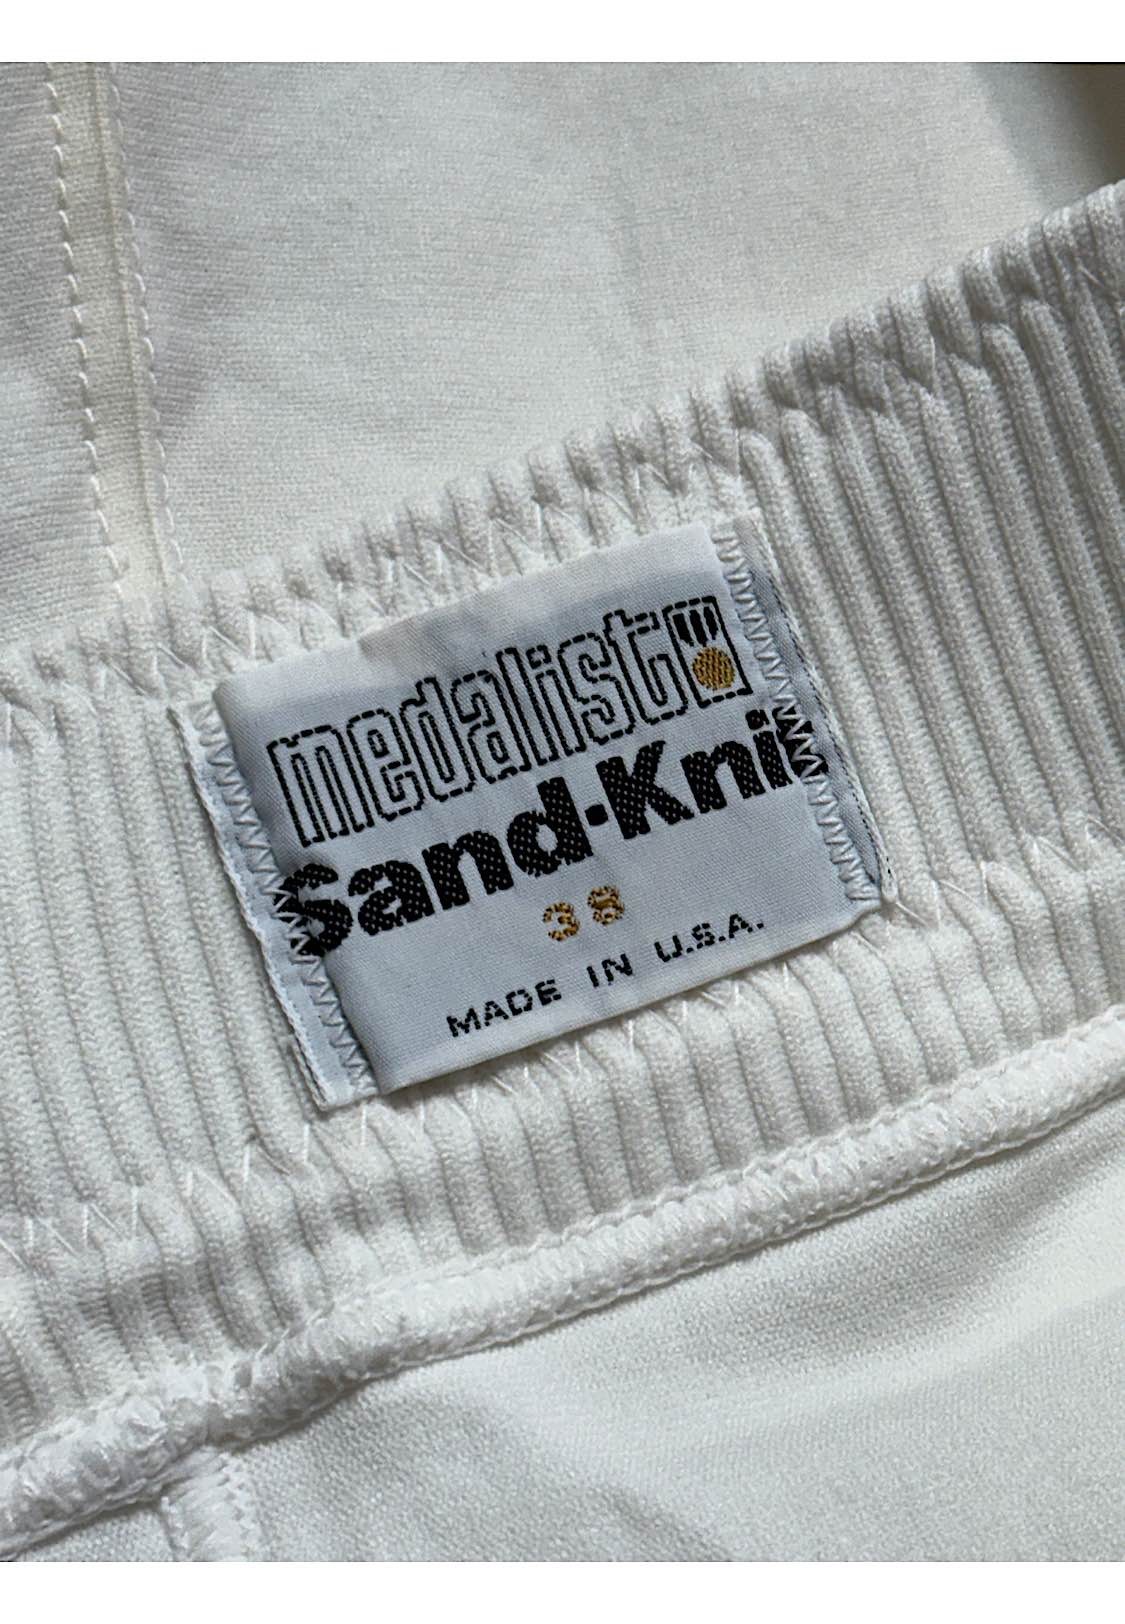 medalist
Sand·Knit
38
MADE IN U.S.A.